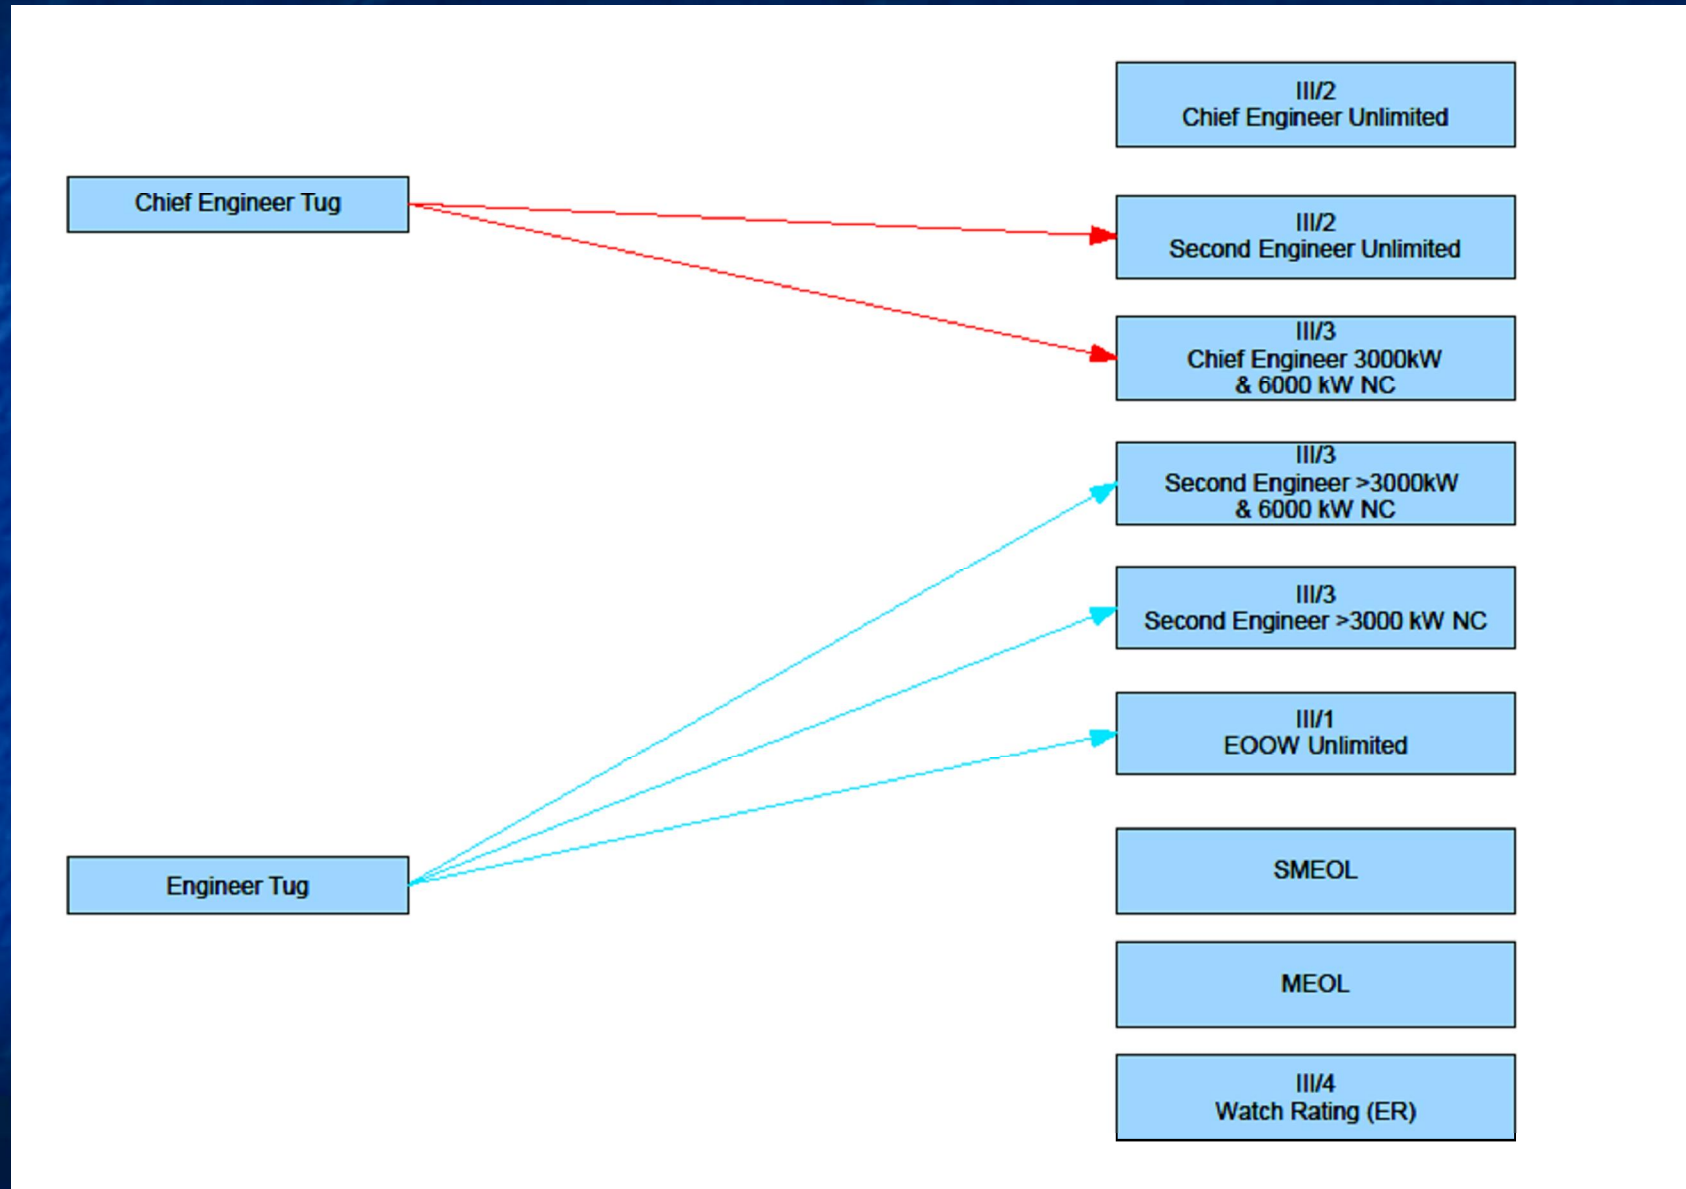 III/2
Chief Engineer Unlimited
Chief Engineer Tug
III/2
Second Engineer Unlimited
III/3
Chief Engineer 3000kW
& 6000 kW NC
III/3
Second Engineer >3000kW
& 6000 kW NC
III/3
Second Engineer >3000 kW NC
III/1
EOOW Unlimited
Engineer Tug
SMEOL
MEOL
III/4
Watch Rating (ER)